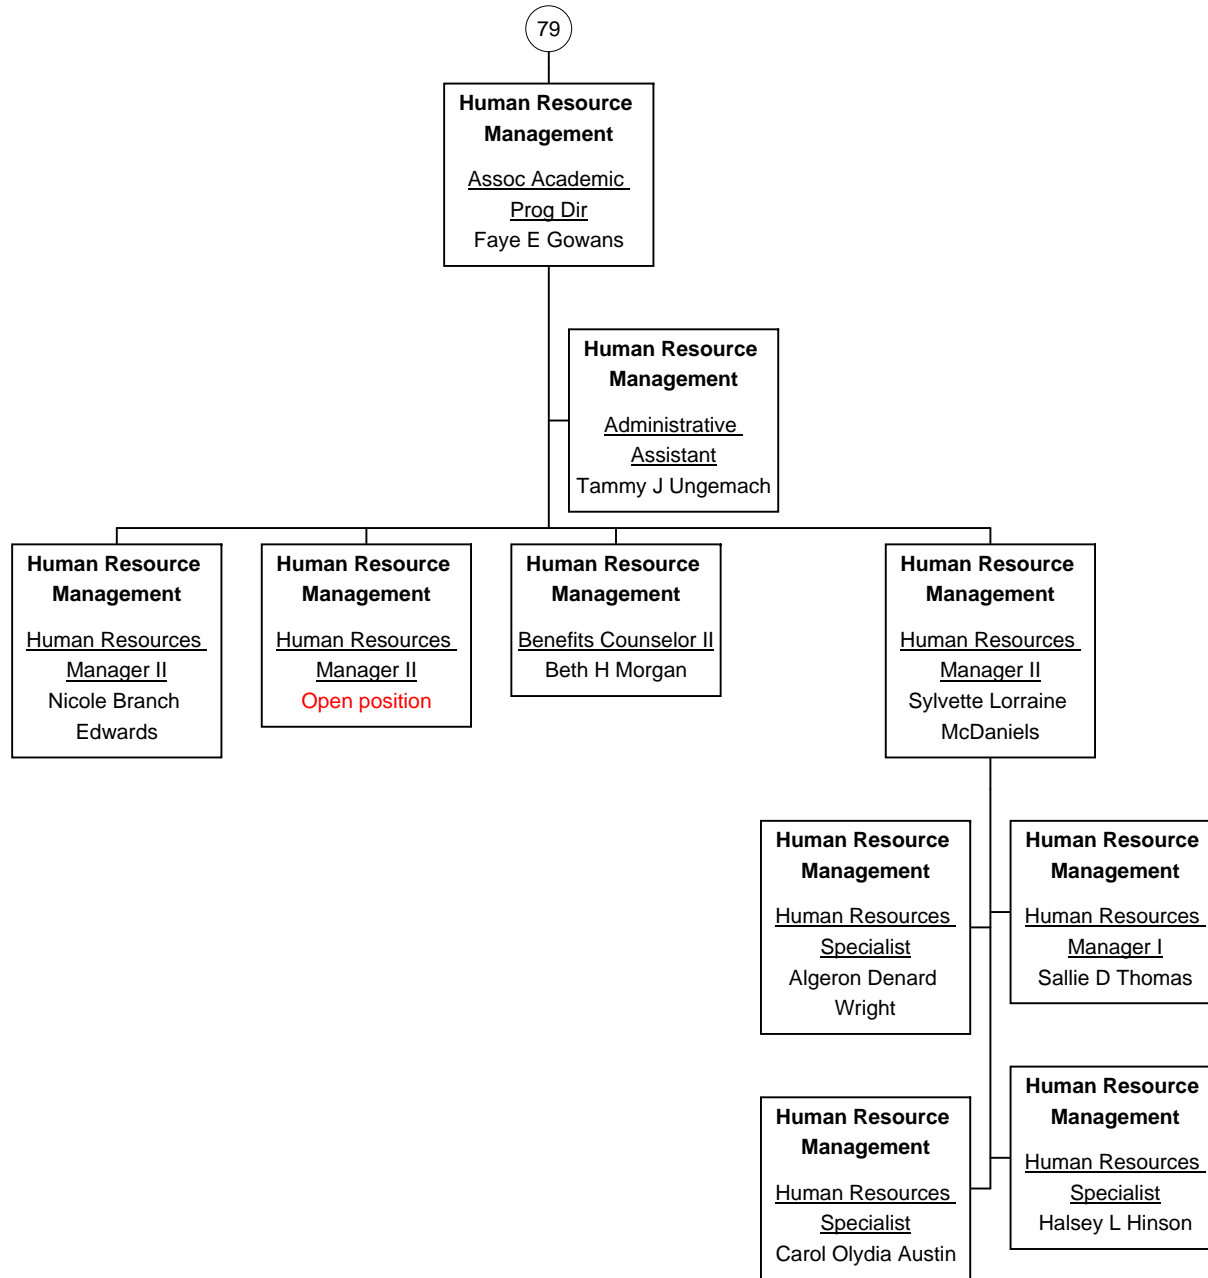 79
Human Resource
Management
Assoc Academic
Prog Dir
Faye E Gowans
Human Resource
Management
Administrative
Assistant
Tammy J Ungemach
Human Resource
Management
Human Resources
Manager II
Nicole Branch
Edwards
Human Resource
Management
Human Resources
Manager II
Open position
Human Resource
Management
Benefits Counselor II
Beth H Morgan
Human Resource
Management
Human Resources
Manager II
Sylvette Lorraine
McDaniels
Human Resource
Management
Human Resources
Specialist
Algeron Denard
Wright
Human Resource
Management
Human Resources
Manager I
Sallie D Thomas
Human Resource
Management
Human Resources
Specialist
Carol Olydia Austin
Human Resource
Management
Human Resources
Specialist
Halsey L Hinson